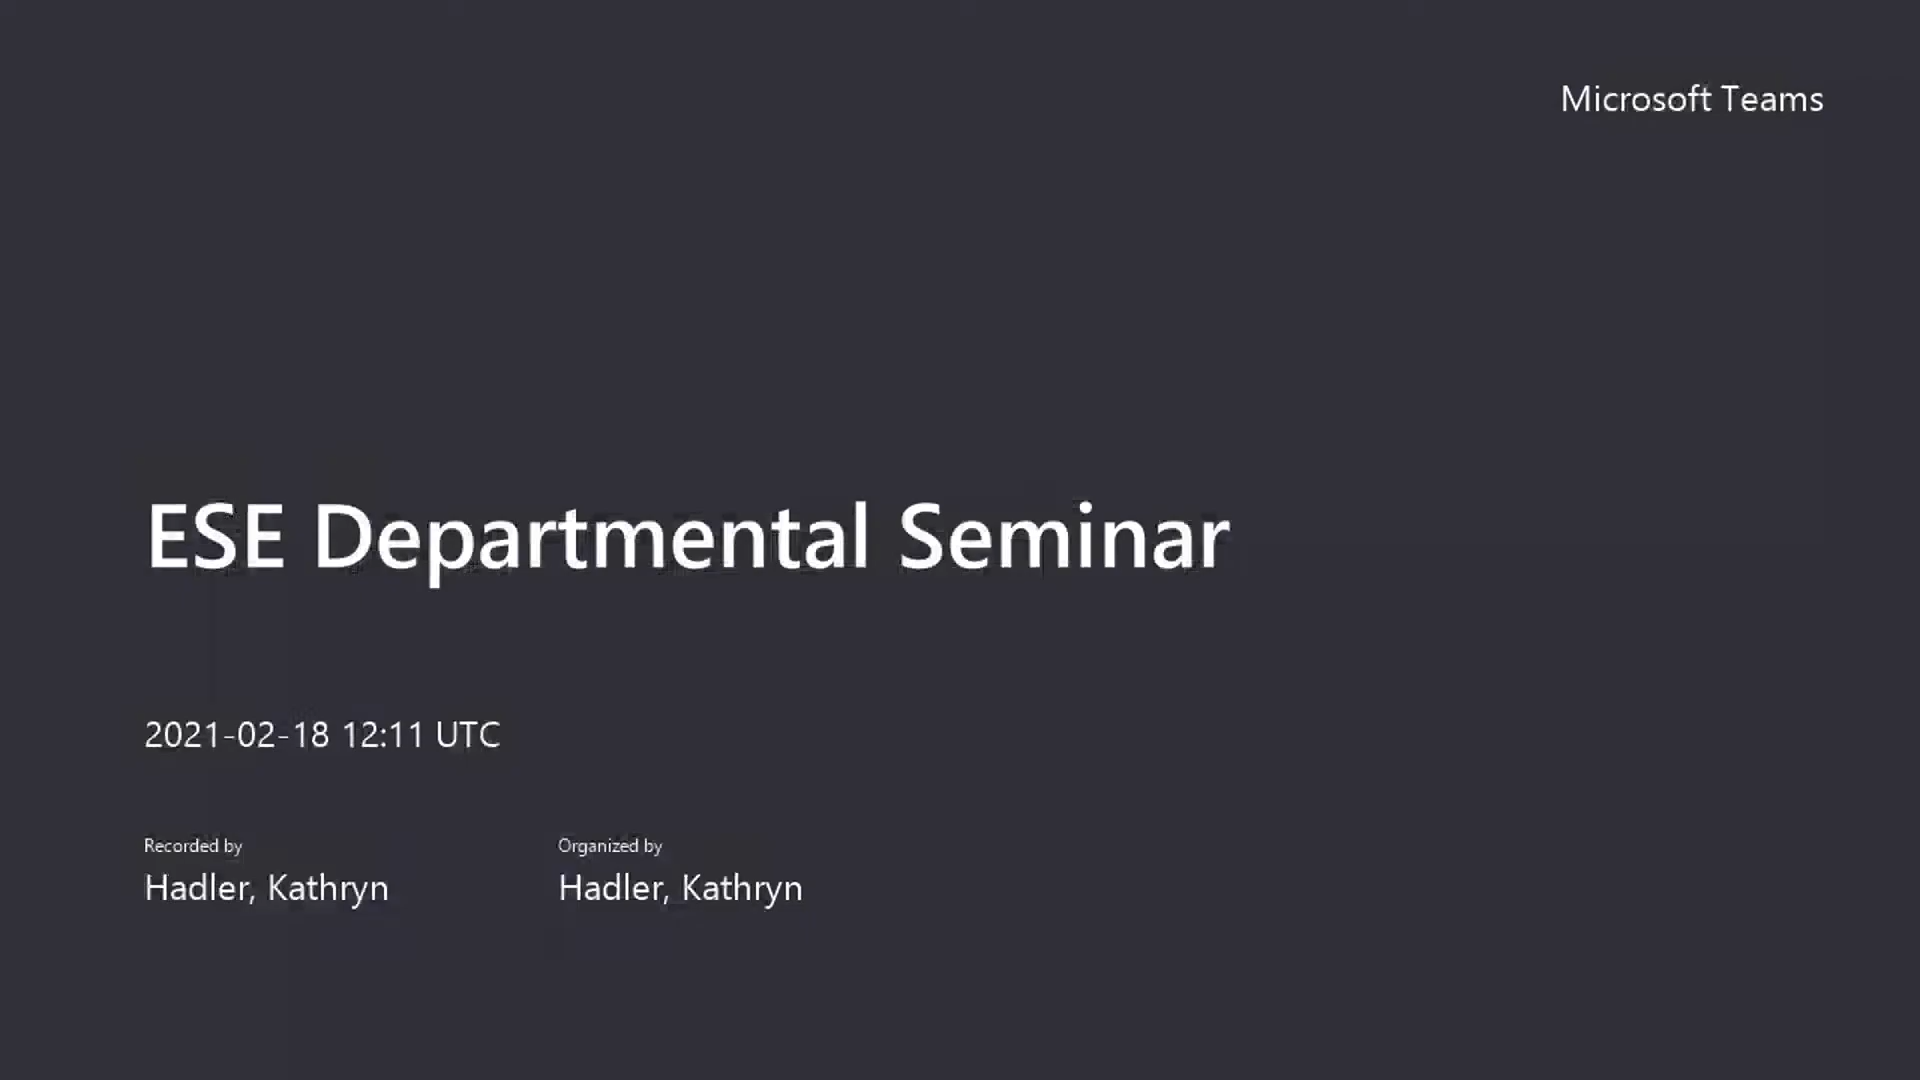 Microsoft Teams
ESE Departmental Seminar
2021-02-18 12:11 UTC
Recorded by
Hadler, Kathryn
Organized by
Hadler, Kathryn